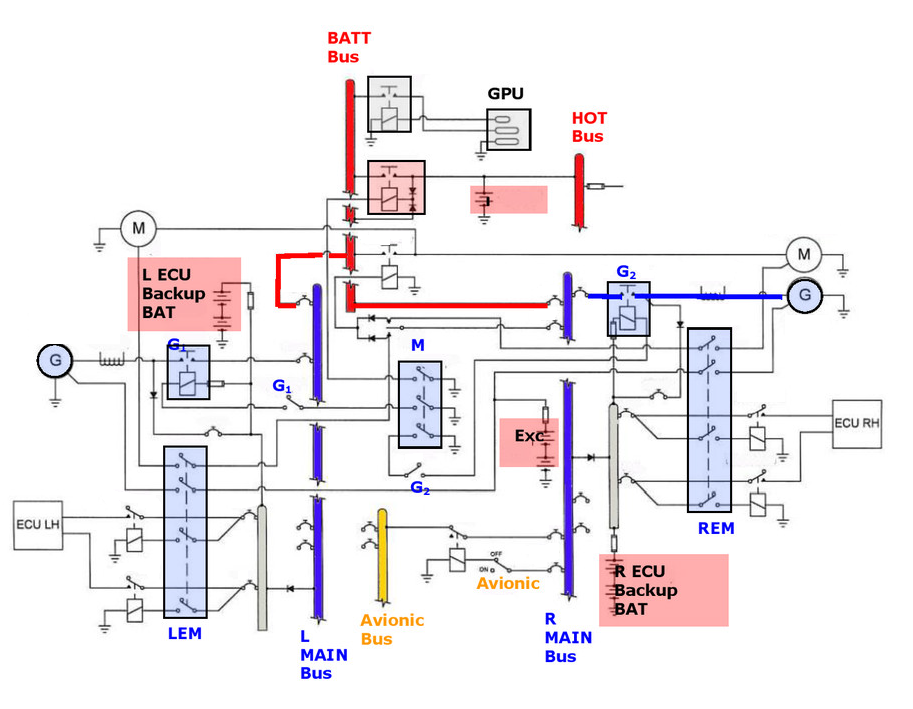 BATT
Bus
GPU
HOT
Bus
M
M
L ECU
Backup
BAT
G2
G
G1
M
G
G1
Exc
ECU RH
G2
ECU LH
REM
OFF
ON
Avionic
R ECU
Backup
BAT
LEM
L
MAIN
Bus
Avionic
Bus
R
MAIN
Bus